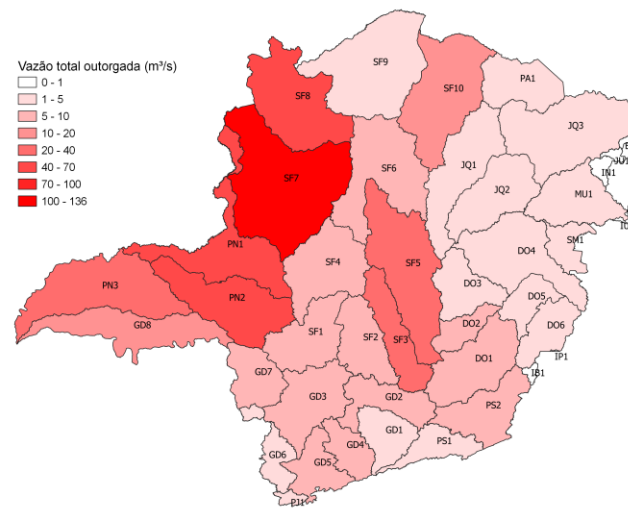 Vazão total outorgada (m³/s)
0 - 1
1 - 5
5 - 10
10 - 20
20 - 40
40 - 70
70 - 100
100 - 136
SF9
SF8
SF10
PA1
JQ3
JU1
IN1
SF6
JQ1
SF7
JQ2
MU1
SM1
PN1
DO4
SF4
SF5
PN3
PN2
DO3
DO5
GD8
DO2
DO6
SF1
SF2
SF3
IP1
DO1
GD7
IB1
GD3
GD2
PS2
GD1
GD4
PS1
GD6
GD5
PJ1